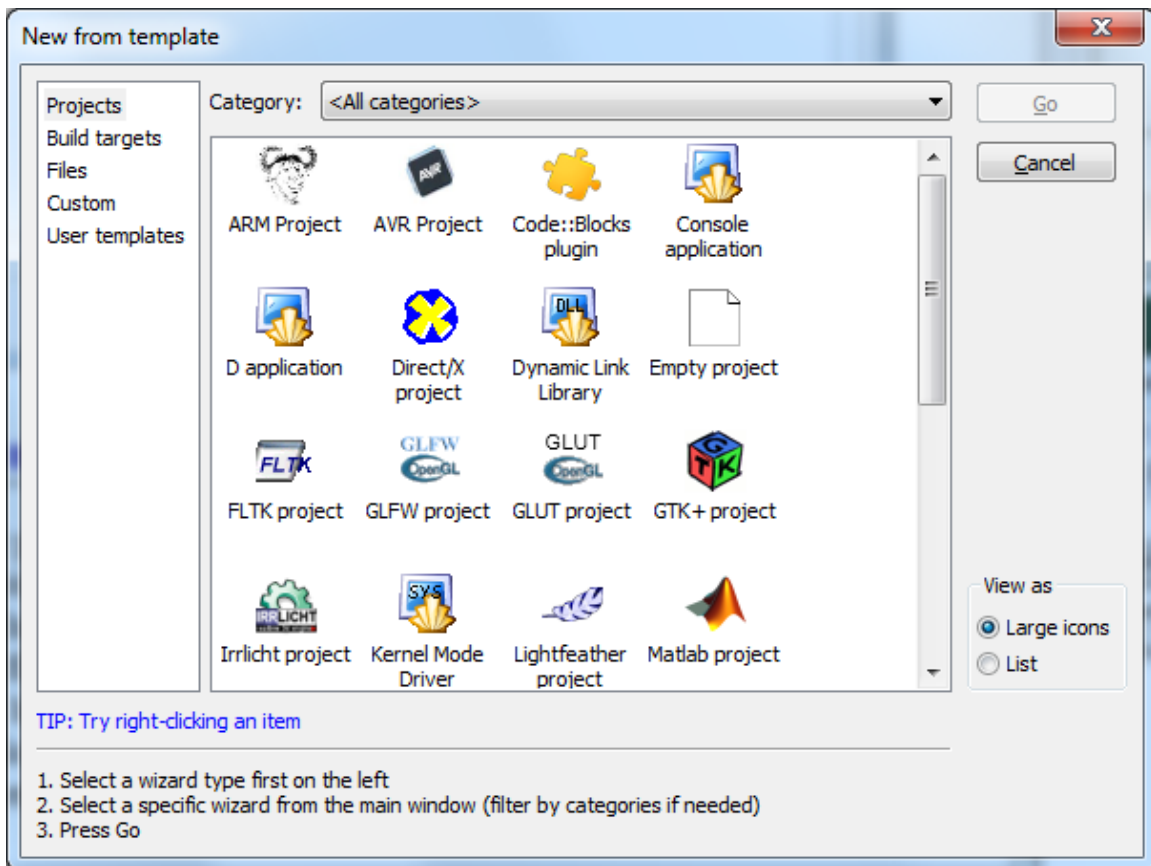 New from template
Projects
Build targets
Files
Custom
User templates
Category: <All categories>
Go
Cancel
ARM Project
AVR
AVR Project
Code::Blocks
plugin
Console
application
D application
Direct/X
project
DLL
Dynamic Link
Library
Empty project
FLTK
FLTK project
GLFW
OpenGL
GLFW project
GLUT
OpenGL
GLUT project
GTK
GTK+ project
IRRLICHT
Irrlicht project
SYS
Kernel Mode
Driver
Lightfeather
project
Matlab project
View as
Large icons
List
TIP: Try right-clicking an item
1. Select a wizard type first on the left
2. Select a specific wizard from the main window (filter by categories if needed)
3. Press Go